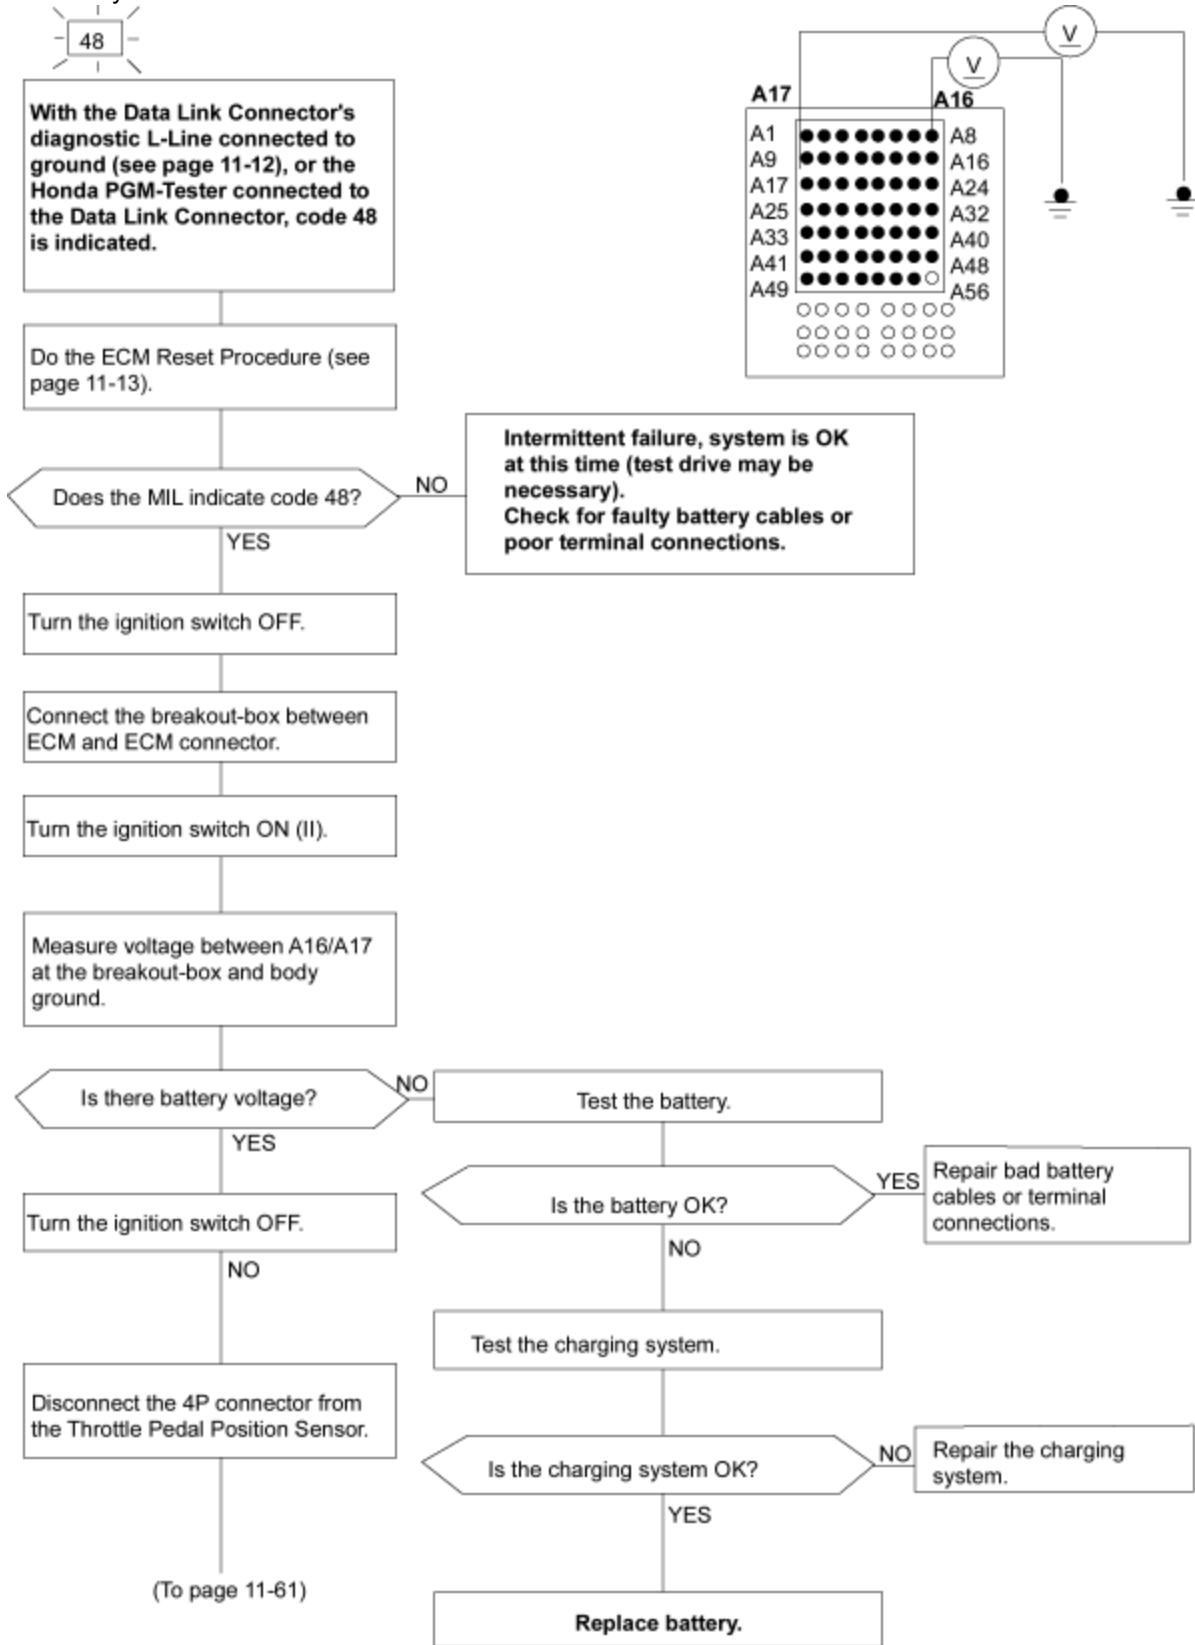 48
With the Data Link Connector's
diagnostic L-Line connected to
ground (see page 11-12), or the
Honda PGM-Tester connected to
the Data Link Connector, code 48
is indicated.
V
V
A17
A16
A1
A8
A9
A16
A17
A24
A25
A32
A33
A40
A41
A48
A49
A56
Do the ECM Reset Procedure (see
page 11-13).
Does the MIL indicate code 48?
NO
Intermittent failure, system is OK
at this time (test drive may be
necessary).
Check for faulty battery cables or
poor terminal connections.
YES
Turn the ignition switch OFF.
Connect the breakout-box between
ECM and ECM connector.
Turn the ignition switch ON (II).
Measure voltage between A16/A17
at the breakout-box and body
ground.
Is there battery voltage?
NO
Test the battery.
YES
Is the battery OK?
YES
Repair bad battery
cables or terminal
connections.
Turn the ignition switch OFF.
NO
NO
Test the charging system.
Disconnect the 4P connector from
the Throttle Pedal Position Sensor.
Is the charging system OK?
NO
Repair the charging
system.
YES
(To page 11-61)
Replace battery.